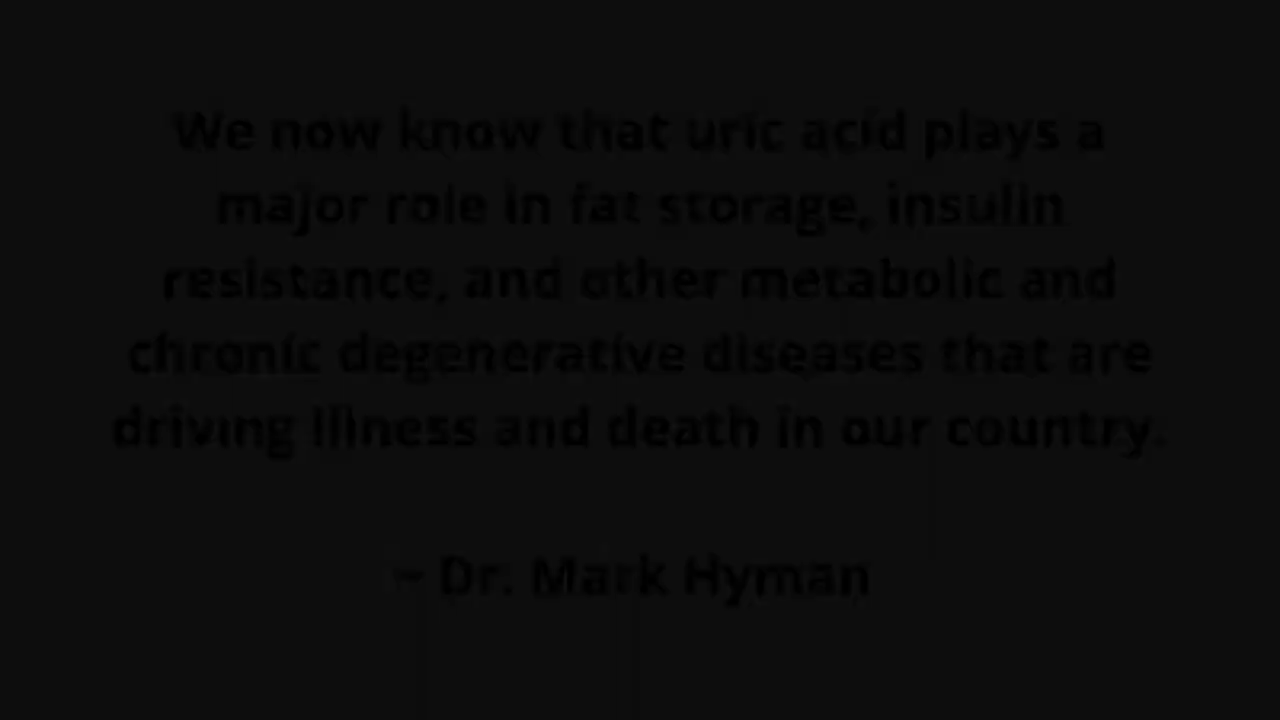 We now know that uric acid plays a
major role in fat storage, insulin
resistance, and other metabolic and
chronic degenerative diseases that are
driving illness and death in our country.
~ Dr. Mark Hyman